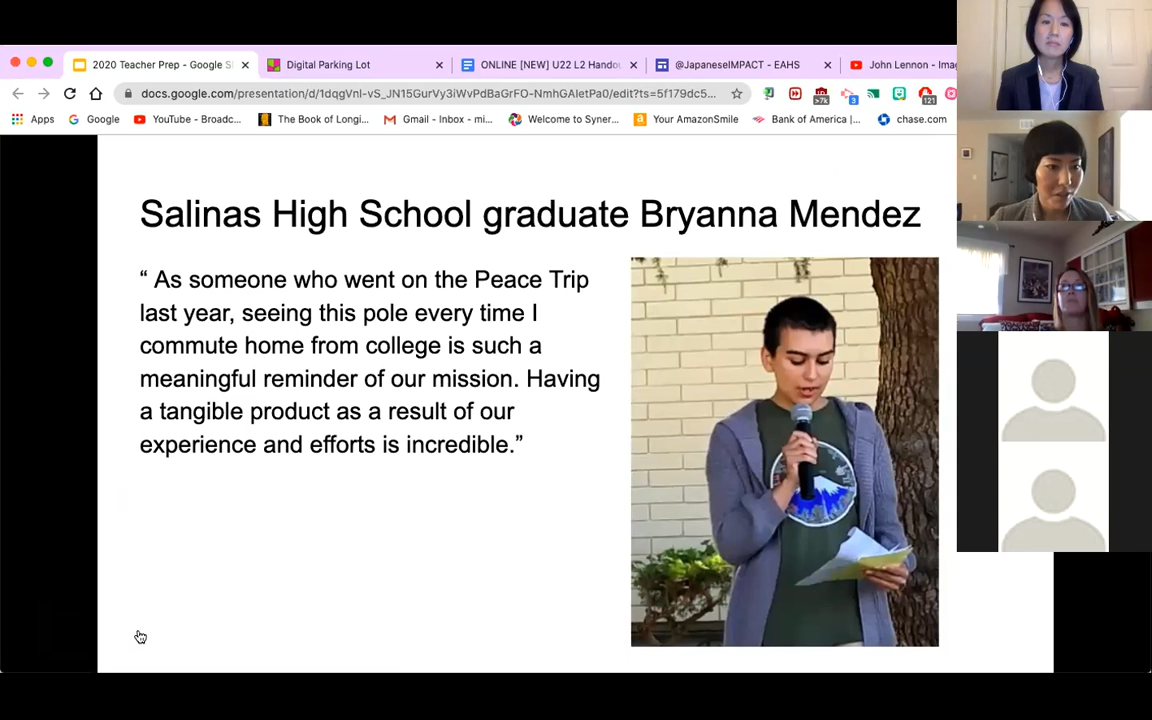 2020 Teacher Prep - Google S
Digital Parking Lot
ONLINE [NEW] U22 L2 Handou
@JapaneseIMPACT - EAHS
John Lennon - Imag
docs.google.com/presentation/d/1dqgVnl-vS_JN15GurVy3iWvPdBaGrFO-NmhGAletPa0/edit?ts=5f179dc5...
>7k
3
121
Apps
Google
YouTube - Broadc...
The Book of Longi...
Gmail - Inbox - mi...
Welcome to Syner...
Your AmazonSmile
Bank of America |...
chase.com
Salinas High School graduate Bryanna Mendez
“ As someone who went on the Peace Trip
last year, seeing this pole every time I
commute home from college is such a
meaningful reminder of our mission. Having
a tangible product as a result of our
experience and efforts is incredible.”